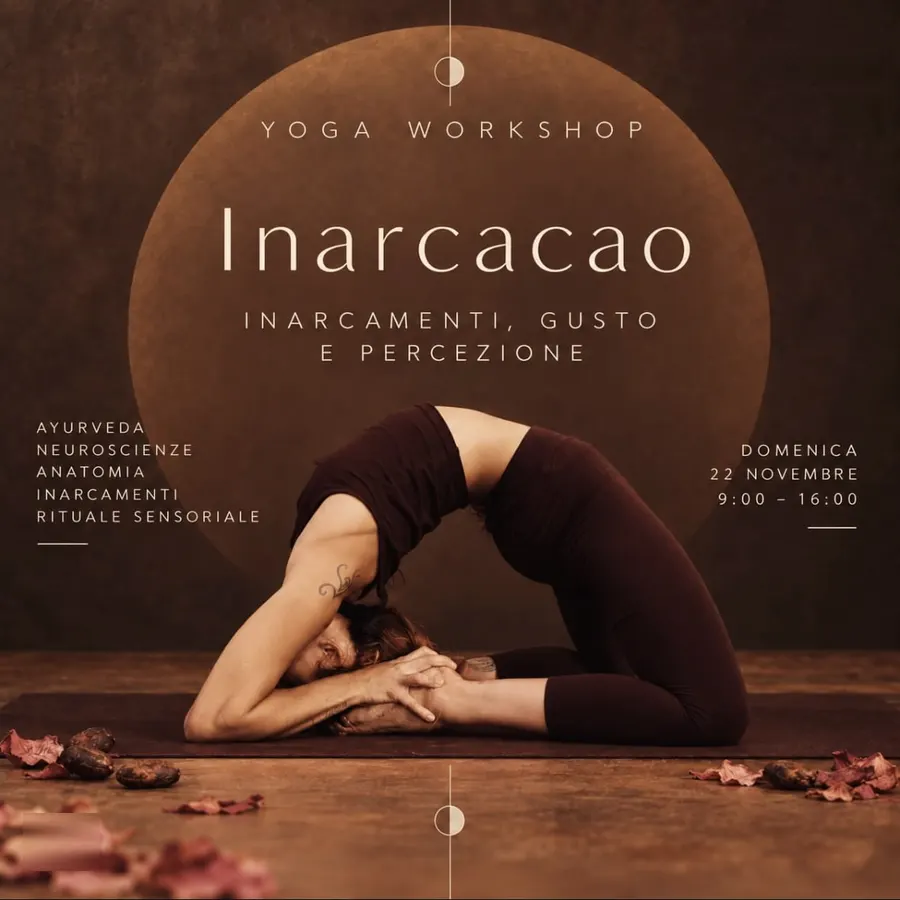 YOGA WORKSHOP
Inarcacao
INARCAMENTI, GUSTO
E PERCEZIONE
AYURVEDA
NEUROSCIENZE
ANATOMIA
INARCAMENTI
RITUALE SENSORIALE
DOMENICA
22 NOVEMBRE
9:00 – 16:00